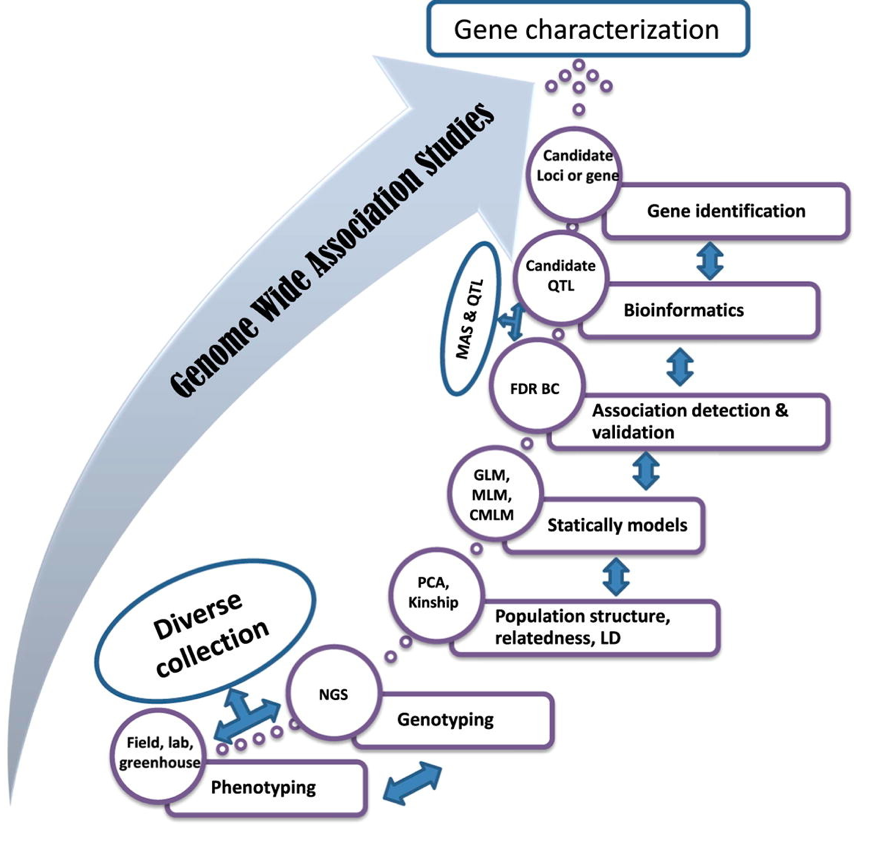 Gene characterization
Genome Wide Association Studies
Candidate
Loci or gene
Gene identification
Candidate
QTL
Bioinformatics
MAS & QTL
FDR BC
Association detection &
validation
GLM,
MLM,
CMLM
Statically models
PCA,
Kinship
Population structure,
relatedness, LD
Diverse
collection
NGS
Genotyping
Field, lab,
greenhouse
Phenotyping